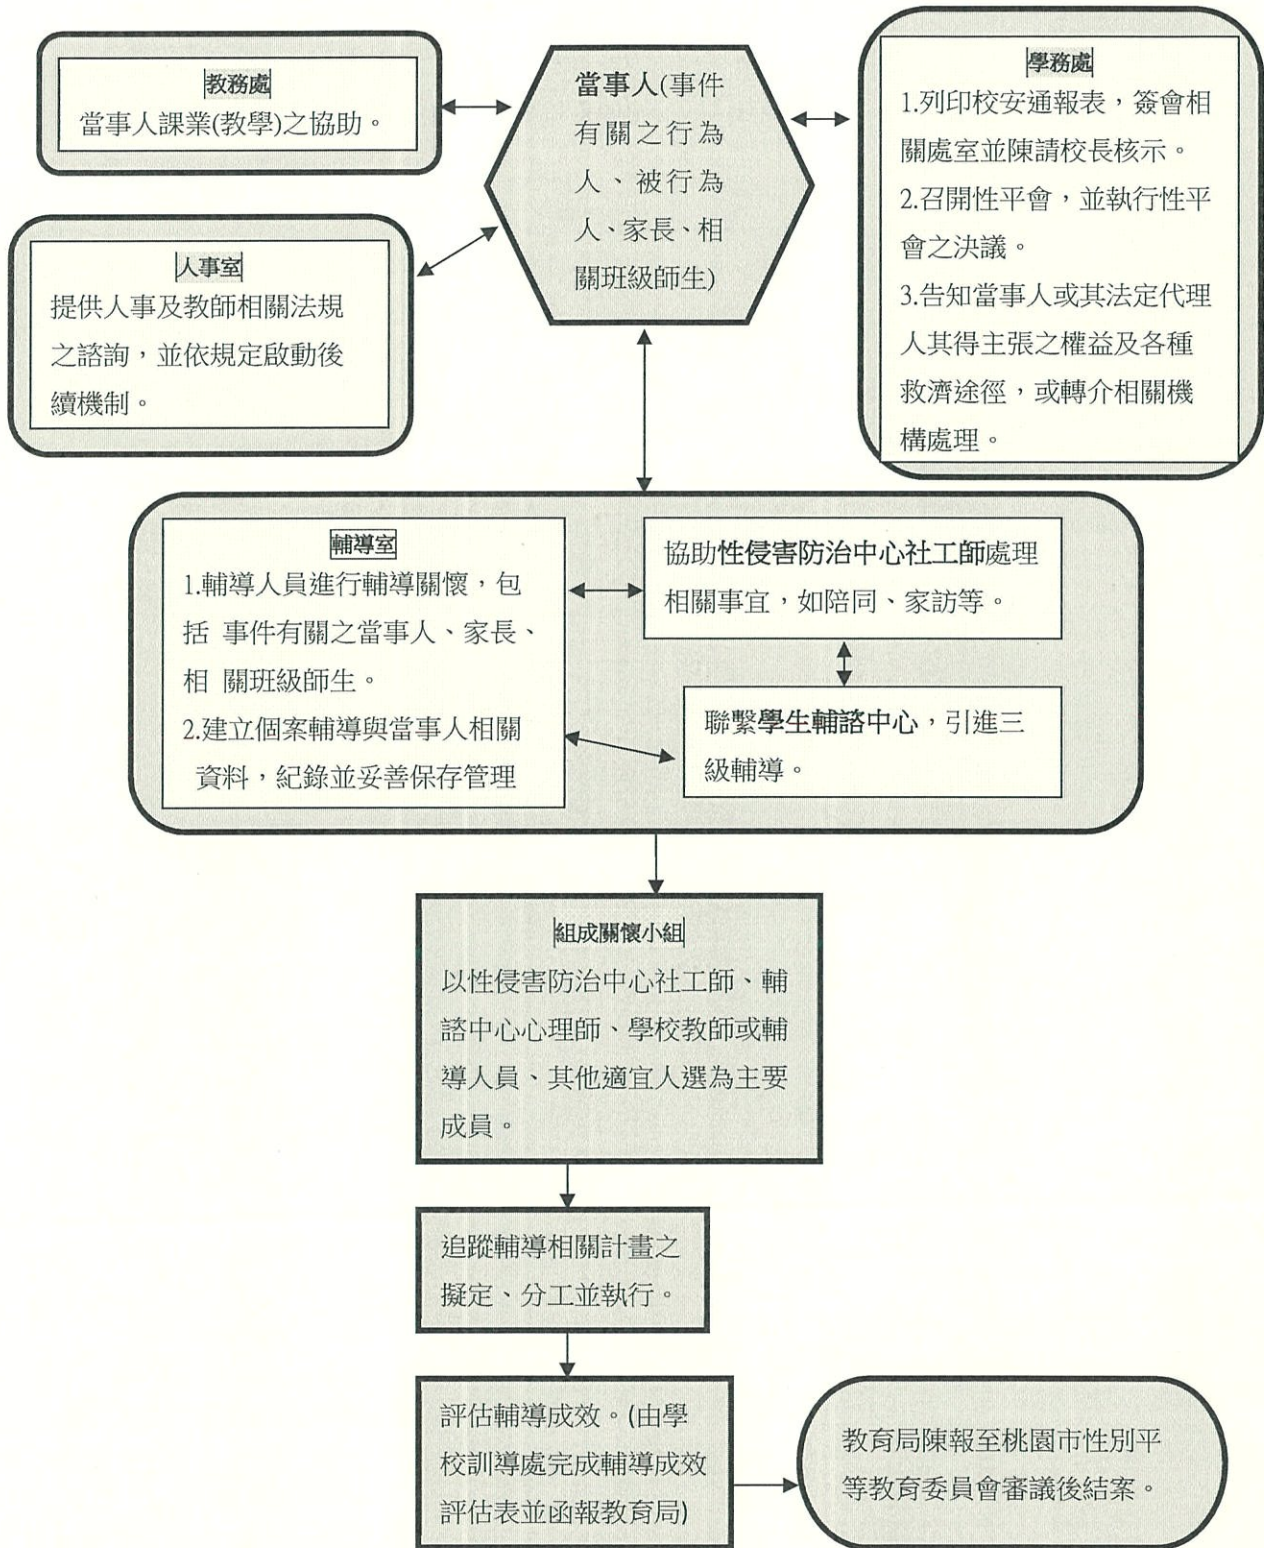 教務處
當事人課業(教學)之協助。
當事人(事件
有關之行為
人、被行為
人、家長、相
關班級師生)
學務處
1.列印校安通報表，簽會相
關處室並陳請校長核示。
2.召開性平會，並執行性平
會之決議。
3.告知當事人或其法定代理
人其得主張之權益及各種
救濟途徑，或轉介相關機
構處理。
人事室
提供人事及教師相關法規
之諮詢，並依規定啟動後
續機制。
輔導室
1.輔導人員進行輔導關懷，包
括 事件有關之當事人、家長、
相 關班級師生。
2.建立個案輔導與當事人相關
資料，紀錄並妥善保存管理
協助性侵害防治中心社工師處理
相關事宜，如陪同、家訪等。
聯繫學生輔諮中心，引進三
級輔導。
組成關懷小組
以性侵害防治中心社工師、輔
諮中心心理師、學校教師或輔
導人員、其他適宜人選為主要
成員。
追蹤輔導相關計畫之
擬定、分工並執行。
評估輔導成效。(由學
校訓導處完成輔導成效
評估表並函報教育局)
教育局陳報至桃園市性別平
等教育委員會審議後結案。